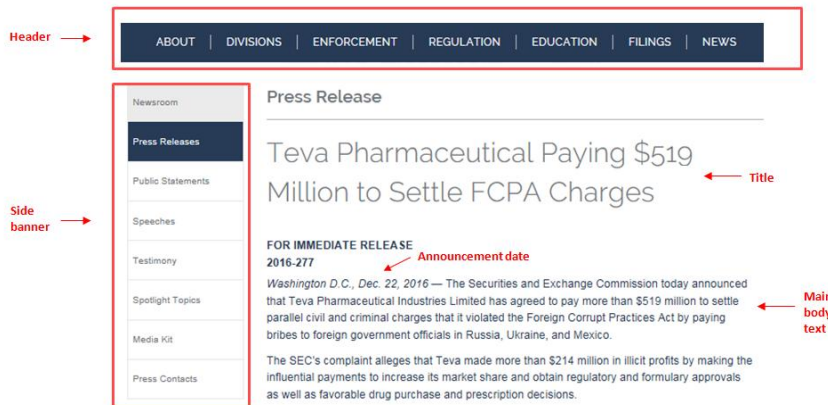 Header
ABOUT | DIVISIONS | ENFORCEMENT | REGULATION | EDUCATION | FILINGS | NEWS
Side
banner
Newsroom
Press Releases
Public Statements
Speeches
Testimony
Spotlight Topics
Media Kit
Press Contacts
Press Release
Teva Pharmaceutical Paying $519
Million to Settle FCPA Charges
Title
FOR IMMEDIATE RELEASE
2016-277
Announcement date
Washington D.C., Dec. 22, 2016 — The Securities and Exchange Commission today announced
that Teva Pharmaceutical Industries Limited has agreed to pay more than $519 million to settle
parallel civil and criminal charges that it violated the Foreign Corrupt Practices Act by paying
bribes to foreign government officials in Russia, Ukraine, and Mexico.
Main
body
text
The SEC's complaint alleges that Teva made more than $214 million in illicit profits by making the
influential payments to increase its market share and obtain regulatory and formulary approvals
as well as favorable drug purchase and prescription decisions.